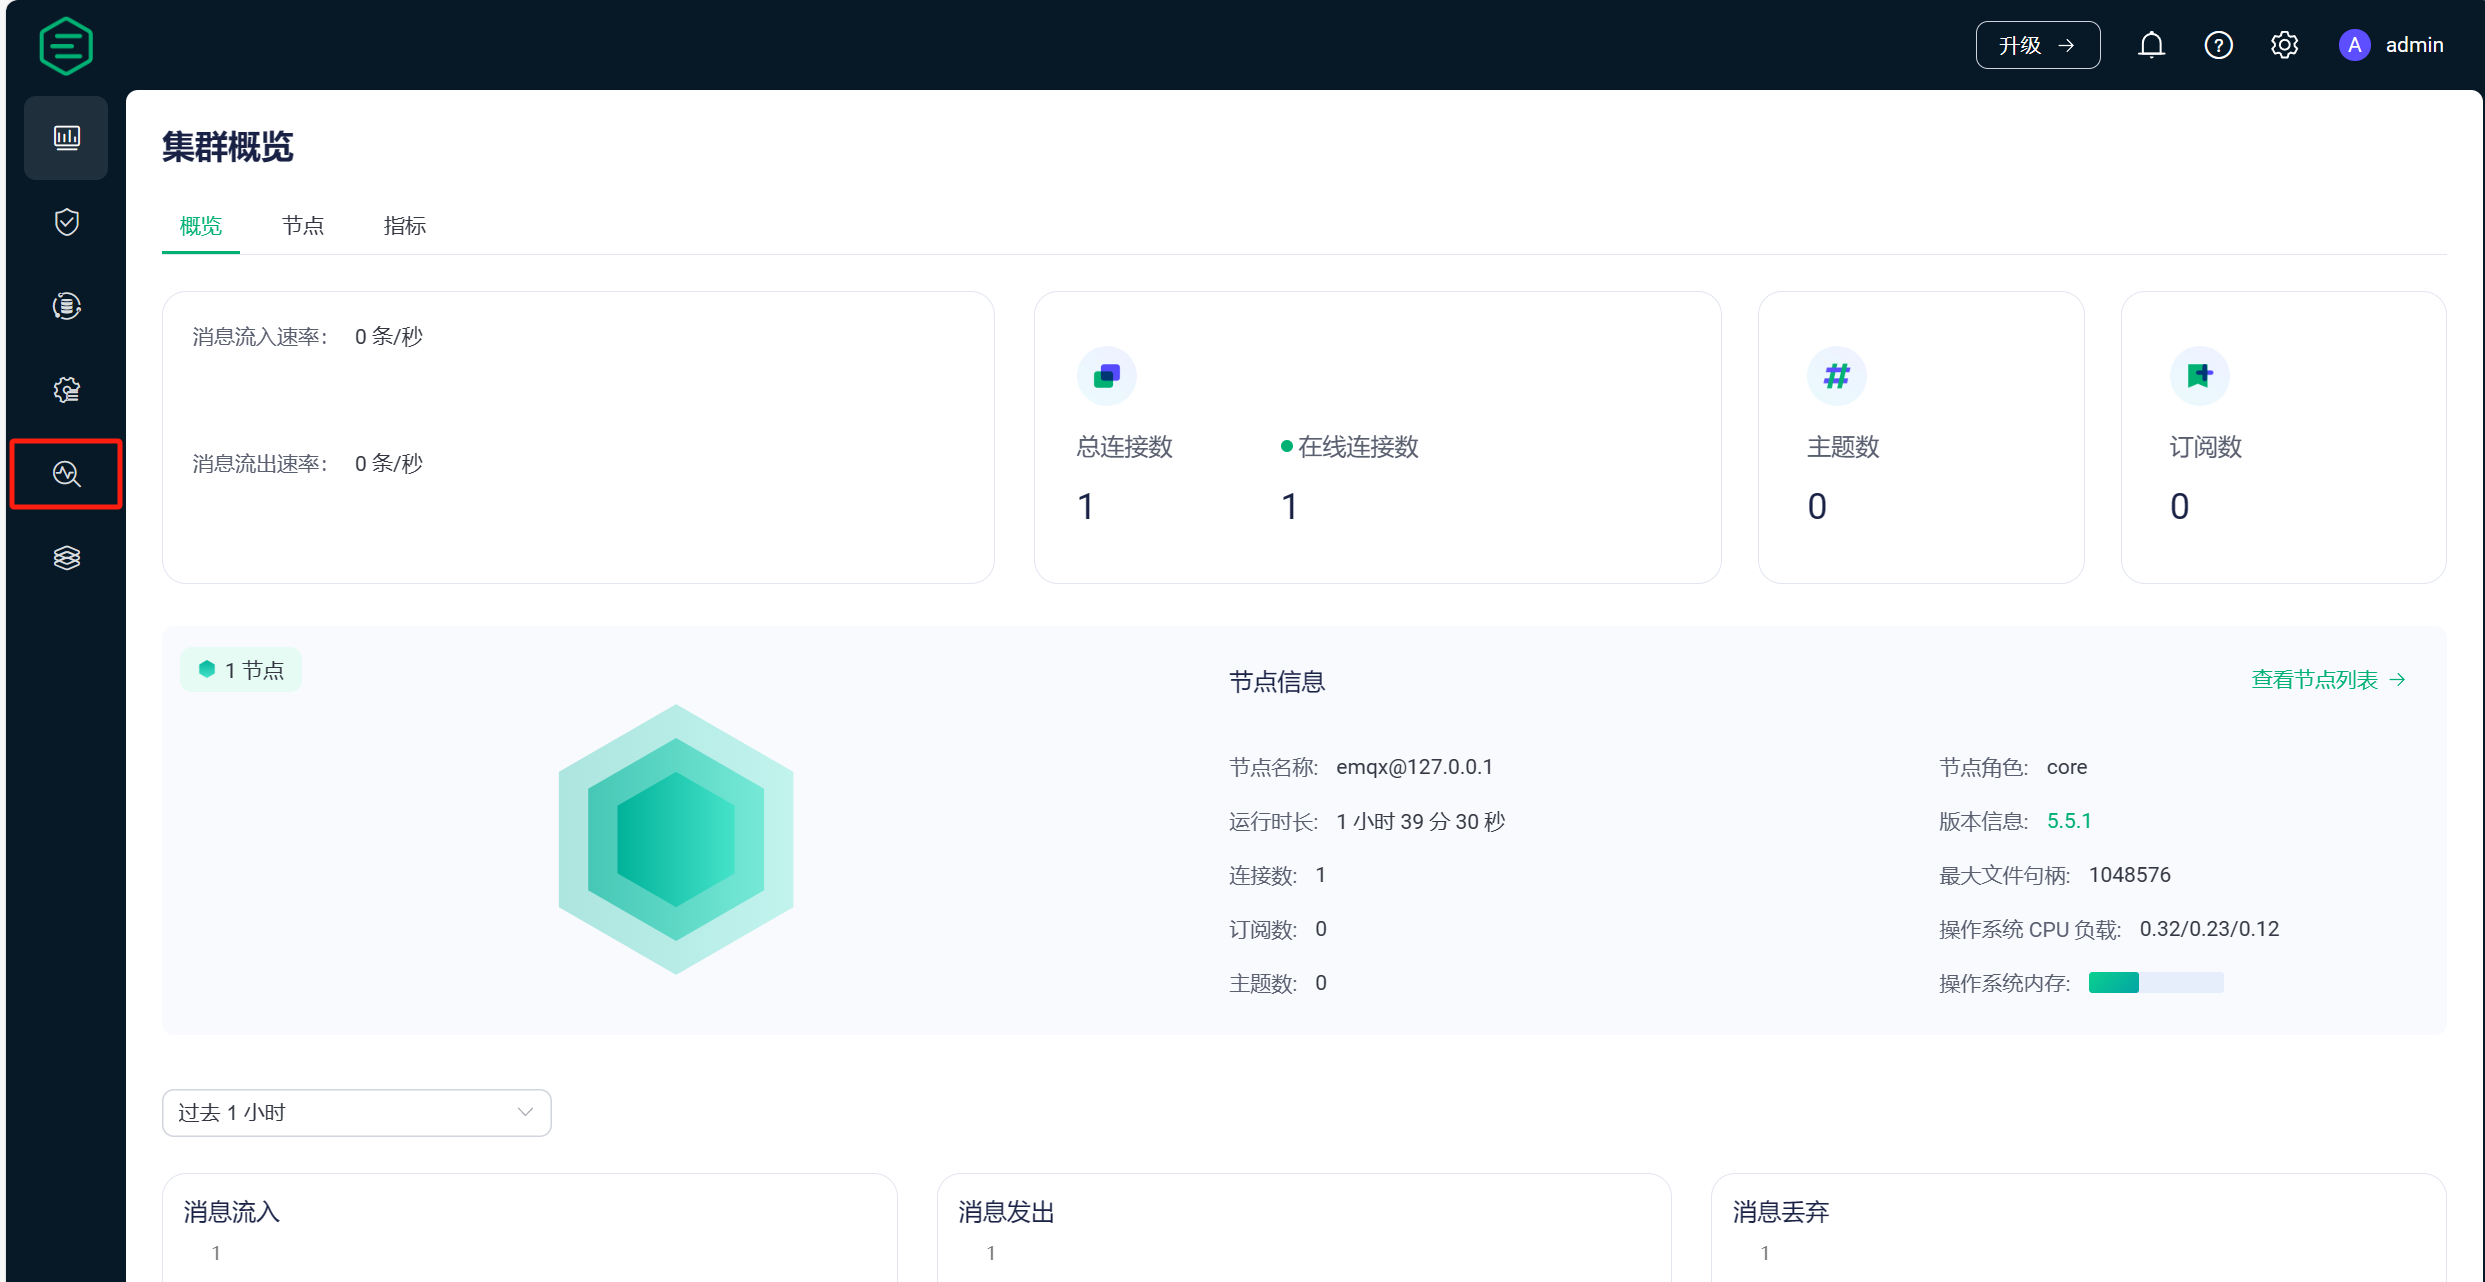 升级 →
A admin
集群概览
概览 节点 指标
消息流入速率： 0 条/秒
消息流出速率： 0 条/秒
总连接数
1
在线连接数
1
#
主题数
0
订阅数
0
1 节点
节点信息
查看节点列表 →
节点名称: emqx@127.0.0.1
运行时长: 1 小时 39 分 30 秒
连接数: 1
订阅数: 0
主题数: 0
节点角色: core
版本信息: 5.5.1
最大文件句柄: 1048576
操作系统 CPU 负载: 0.32/0.23/0.12
操作系统内存:
过去 1 小时
消息流入
1
消息发出
1
消息丢弃
1